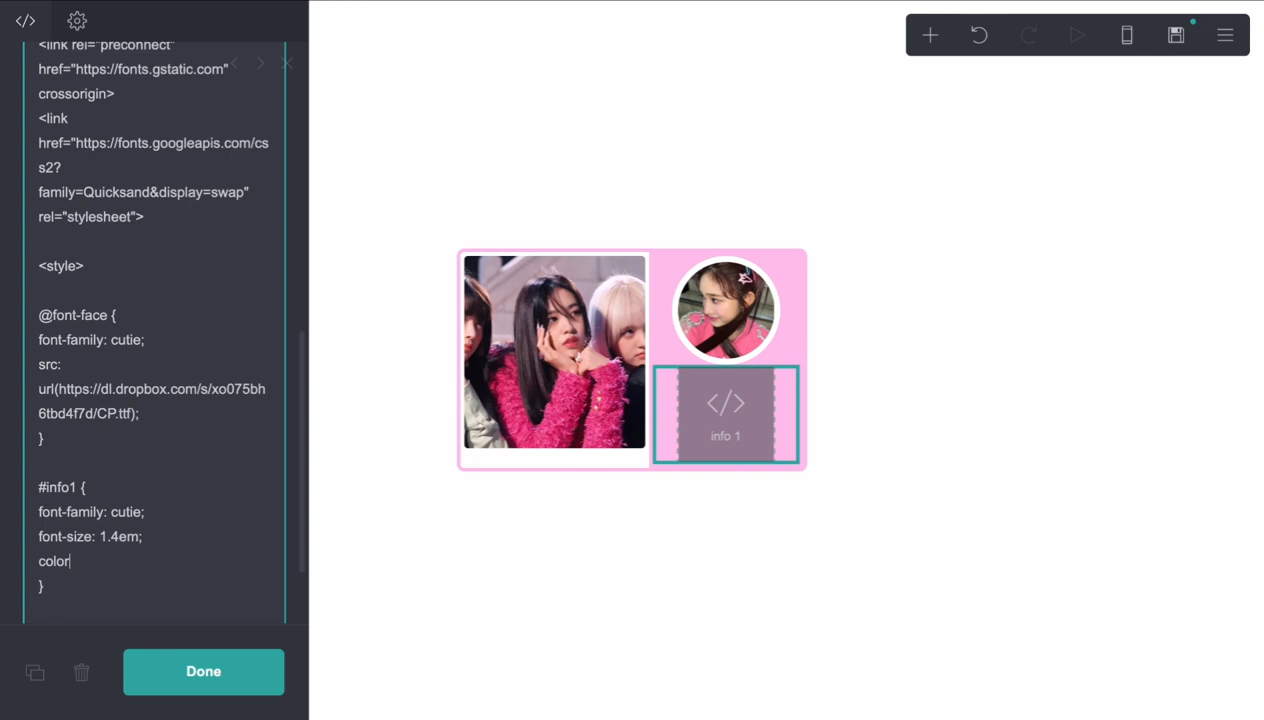 <link rel="preconnect"
href="https://fonts.gstatic.com"
crossorigin>
<link
href="https://fonts.googleapis.com/cs
s2?
family=Quicksand&display=swap"
rel="stylesheet">
<style>
@font-face {
font-family: cutie;
src:
url(https://dl.dropbox.com/s/xo075bh
6tbd4f7d/CP.ttf);
}
#info1 {
font-family: cutie;
font-size: 1.4em;
color
}
Done
info 1